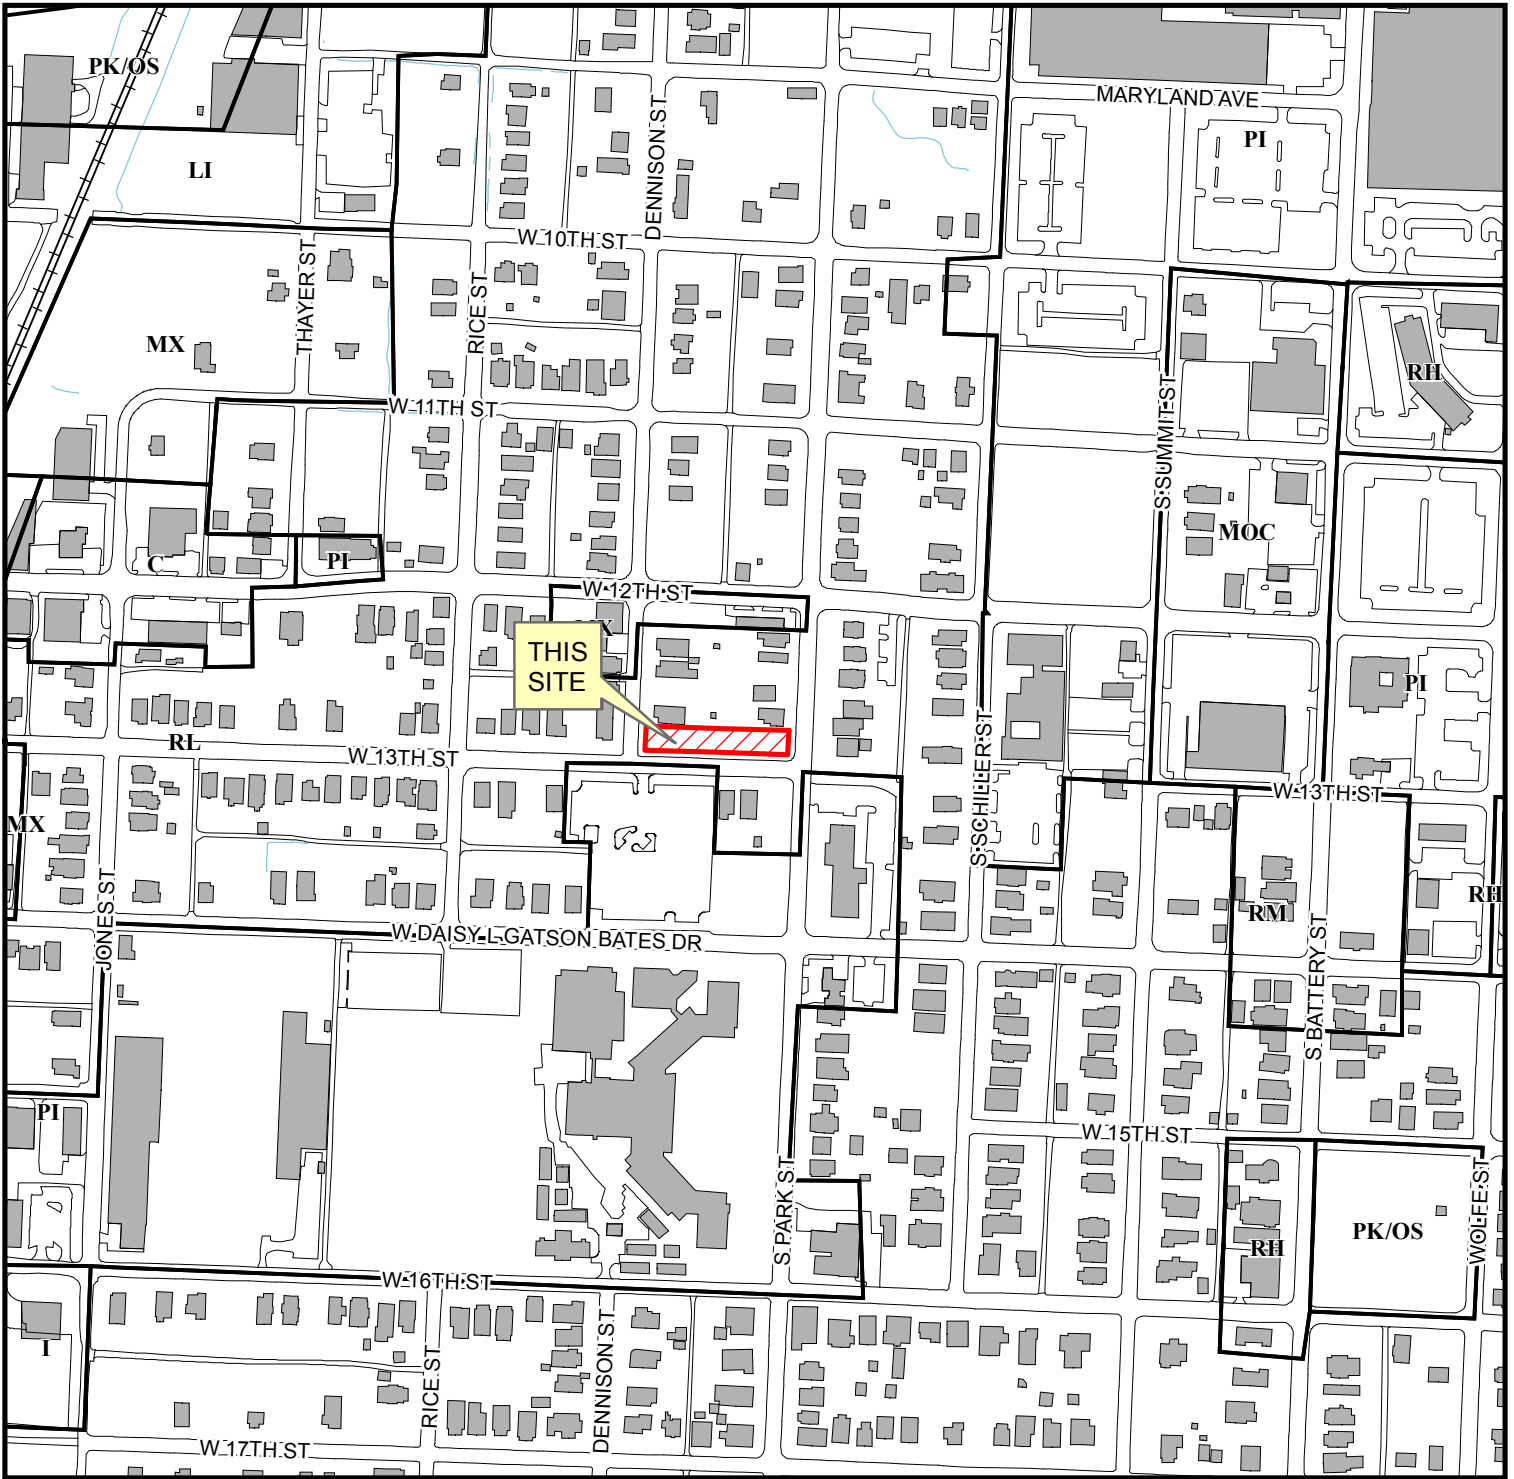 PK/OS
MARYLAND AVE
PI
LI
DENNISON ST
W 10TH ST
THAYER ST
RICE ST
MX
RH
W 11TH ST
S SUMMIT ST
MOC
C
PI
W 12TH ST
THIS
SITE
PI
RL
W 13TH ST
S SCHILLER ST
W 13TH ST
MX
JONES ST
RH
RM
W DAISY L GATSON BATES DR
S BATTERY ST
PI
W 15TH ST
S PARK ST
WOLFE ST
PK/OS
RH
W 16TH ST
I
RICE ST
DENNISON ST
W 17TH ST